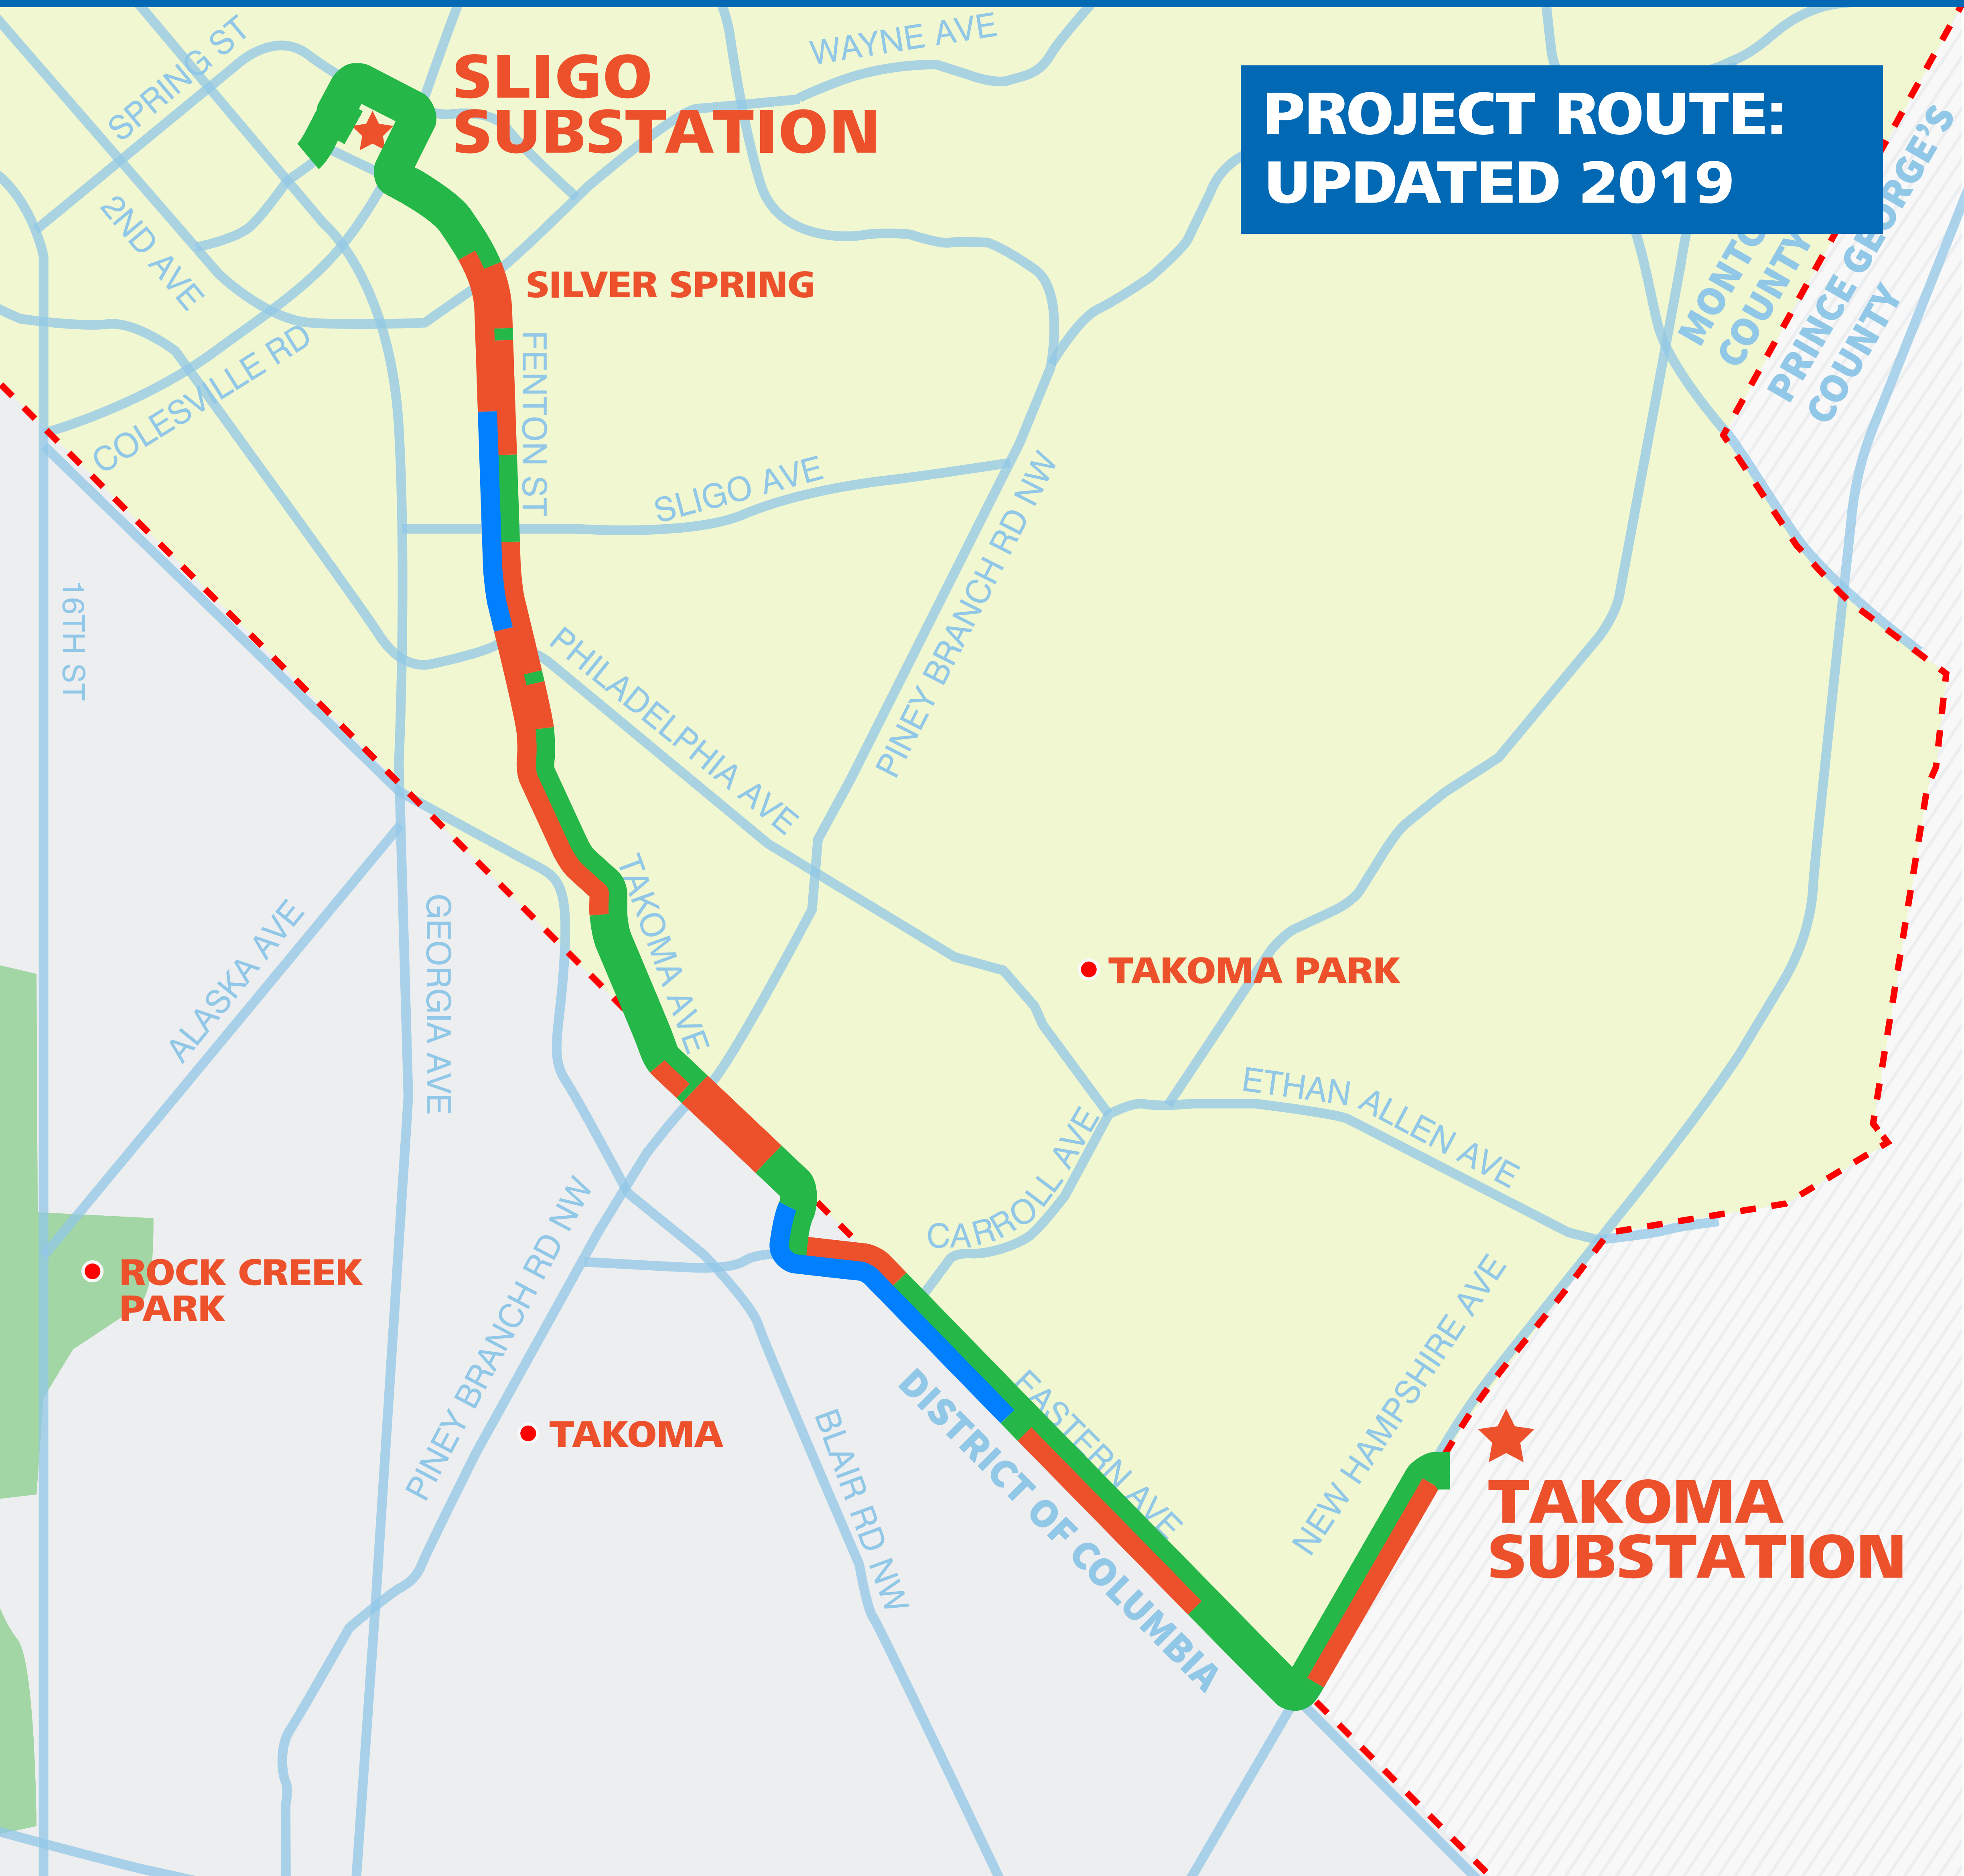 SPRING ST
WAYNE AVE
SLIGO
SUBSTATION
PROJECT ROUTE:
UPDATED 2019
2ND AVE
SILVER SPRING
COUNTY
PRINCE GEORGE'S
COUNTY
COLESVILLE RD
FENTON ST
SLIGO AVE
PINEY BRANCH RD NW
16TH ST
PHILADELPHIA AVE
TAKOMA AVE
GEORGIA AVE
ALASKA AVE
TAKOMA PARK
ETHAN ALLEN AVE
CARROLL AVE
ROCK CREEK
PARK
PINEY BRANCH RD NW
NEW HAMPSHIRE AVE
EASTERN AVE
DISTRICT OF COLUMBIA
TAKOMA
BLAIR RD NW
TAKOMA
SUBSTATION